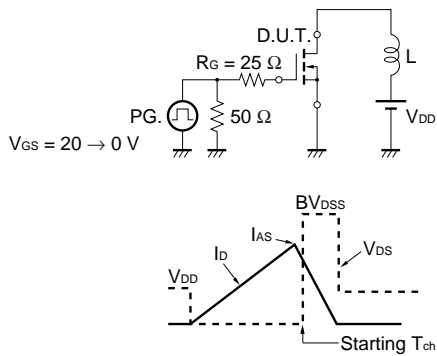 D.U.T.
RG = 25 Ω
L
PG.
50 Ω
VDD
VGS = 20 → 0 V
BVDSS
IAS
ID
VDS
VDD
Starting Tch